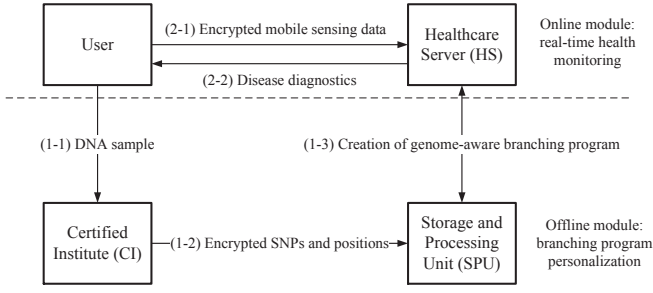 User
(2-1) Encrypted mobile sensing data
(2-2) Disease diagnostics
Healthcare
Server (HS)
Online module:
real-time health
monitoring
(1-1) DNA sample
(1-3) Creation of genome-aware branching program
Certified
Institute (CI)
(1-2) Encrypted SNPs and positions
Storage and
Processing
Unit (SPU)
Offline module:
branching program
personalization